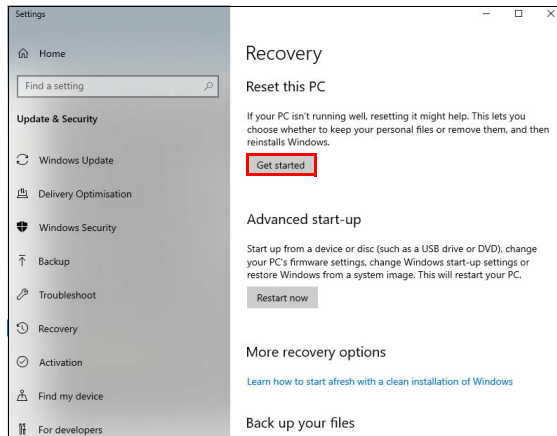 Settings
Home
Find a setting
Update & Security
Windows Update
Delivery Optimisation
Windows Security
Backup
Troubleshoot
Recovery
Activation
Find my device
For developers
Recovery
Reset this PC
If your PC isn't running well, resetting it might help. This lets you
choose whether to keep your personal files or remove them, and then
reinstalls Windows.
Get started
Advanced start-up
Start up from a device or disc (such as a USB drive or DVD), change
your PC's firmware settings, change Windows start-up settings or
restore Windows from a system image. This will restart your PC.
Restart now
More recovery options
Learn how to start afresh with a clean installation of Windows
Back up your files